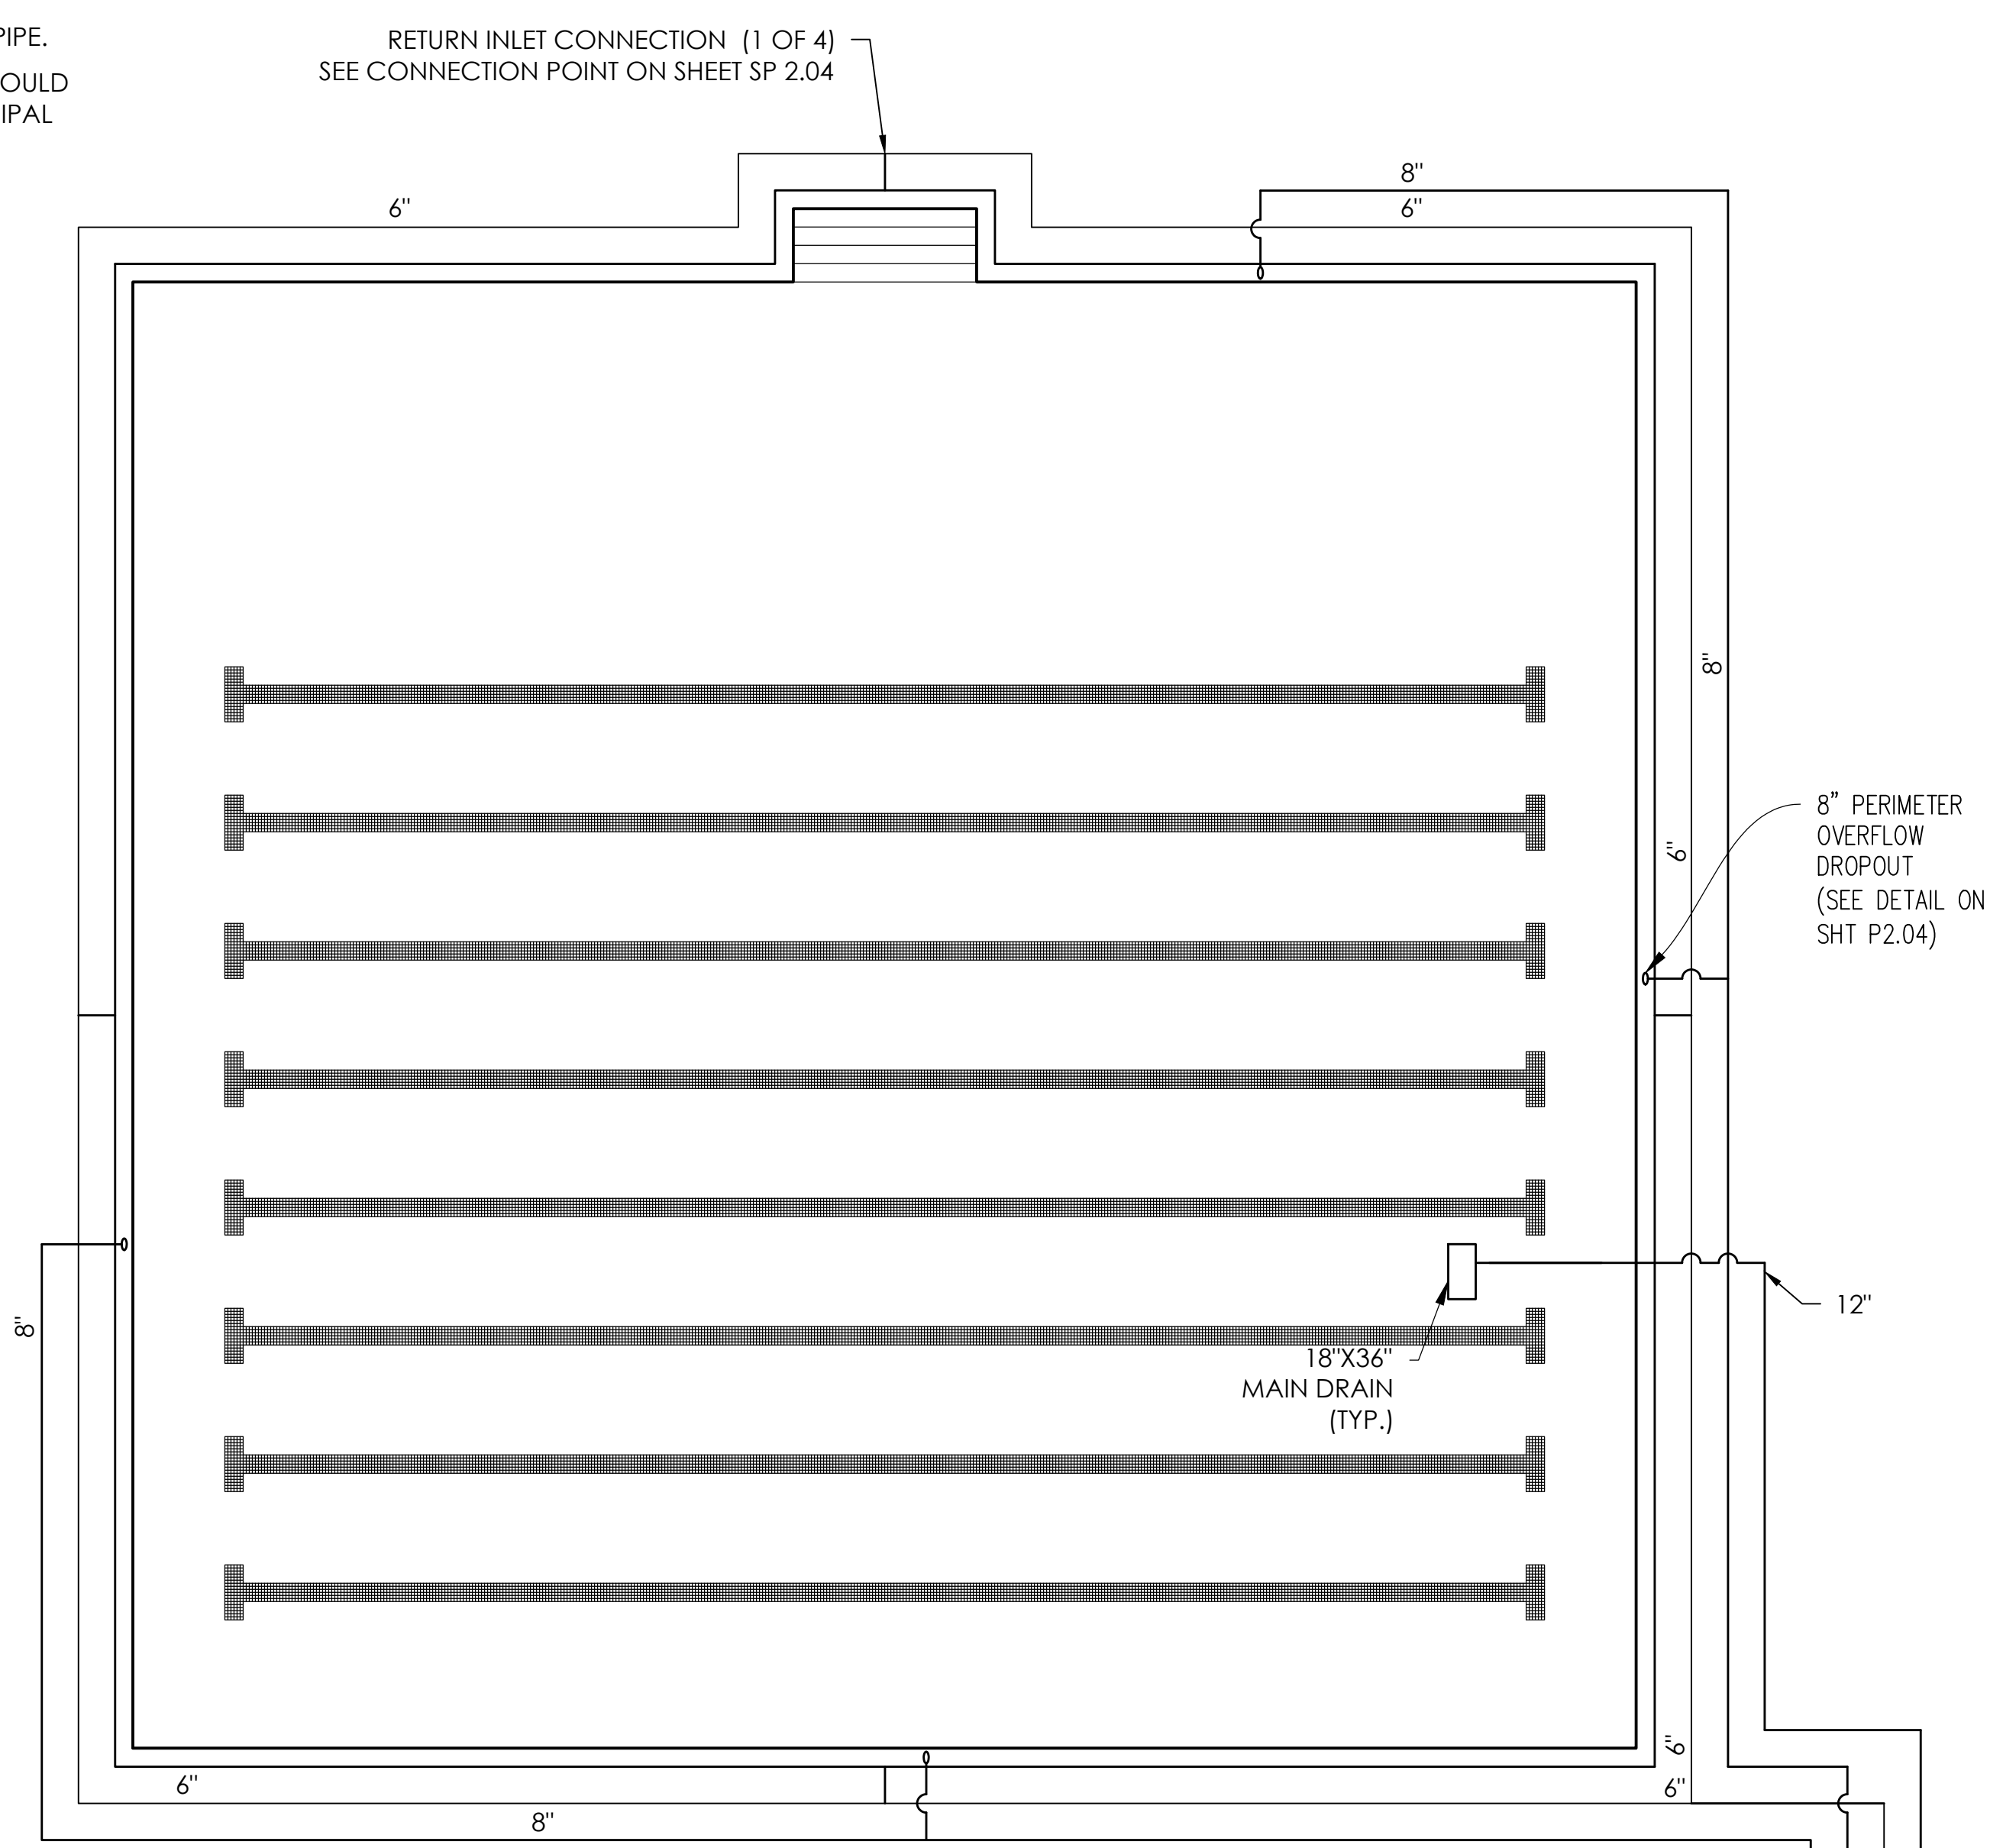 PIPE.
OULD
IPAL
RETURN INLET CONNECTION (1 OF 4)
SEE CONNECTION POINT ON SHEET SP 2.04
6"
8"
6"
8"
6"
8” PERIMETER
OVERFLOW
DROPOUT
(SEE DETAIL ON
SHT P2.04)
12"
18"X36"
MAIN DRAIN
(TYP.)
8"
6"
6"
6"
8"